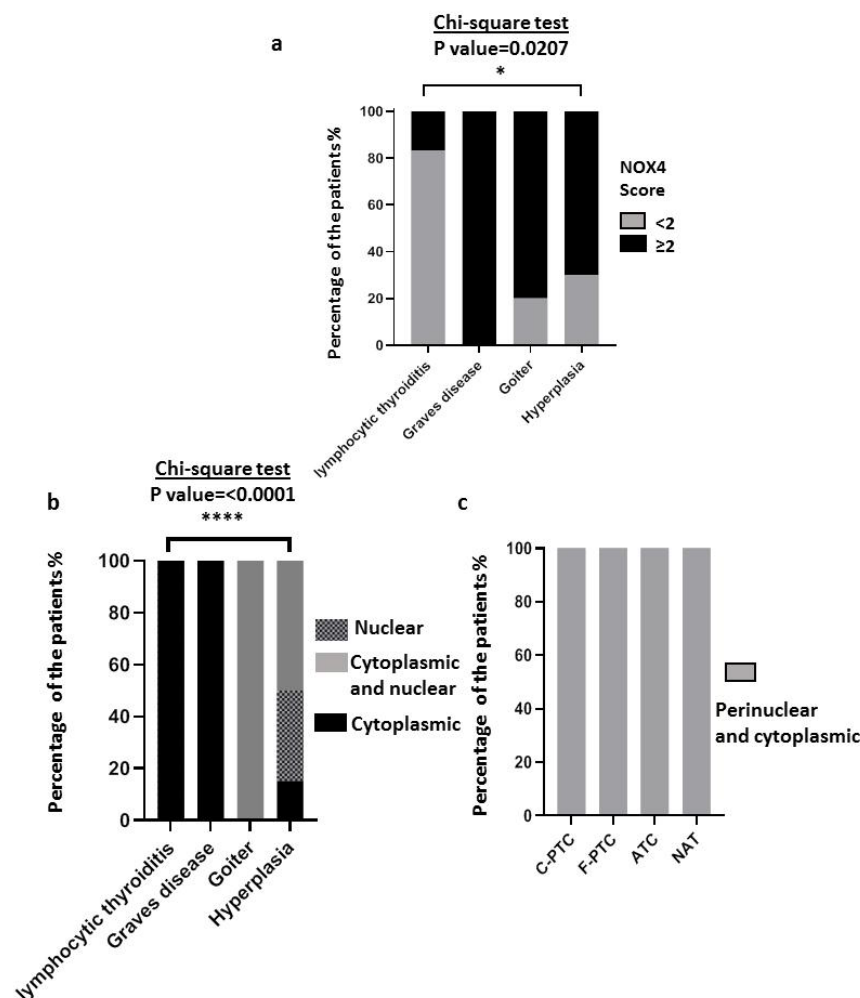 a
Chi-square test
P value=0.0207
*
Percentage of the patients %
100
80
60
40
20
0
lymphocytic thyroiditis
Graves disease
Goiter
Hyperplasia
NOX4
Score
<2
≥2
b
Chi-square test
P value=<0.0001
****
Percentage of the patients %
100
80
60
40
20
0
lymphocytic thyroiditis
Graves disease
Goiter
Hyperplasia
Nuclear
Cytoplasmic
and nuclear
Cytoplasmic
c
Percentage of the patients %
100
80
60
40
20
0
C-PTC
F-PTC
ATC
NAT
Perinuclear
and cytoplasmic